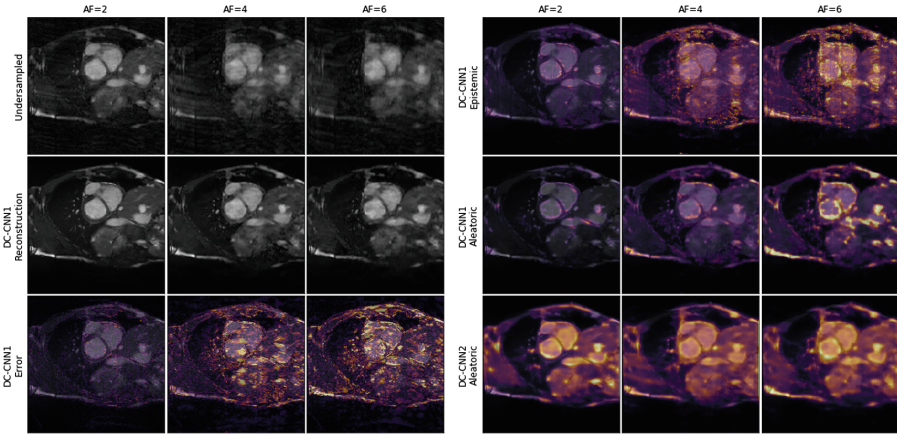 AF=2 AF=4 AF=6
AF=2 AF=4 AF=6
Undersampled
DC-CNN1
Reconstruction
DC-CNN1
Error
DC-CNN1
Epistemic
DC-CNN1
Aleatoric
DC-CNN2
Aleatoric